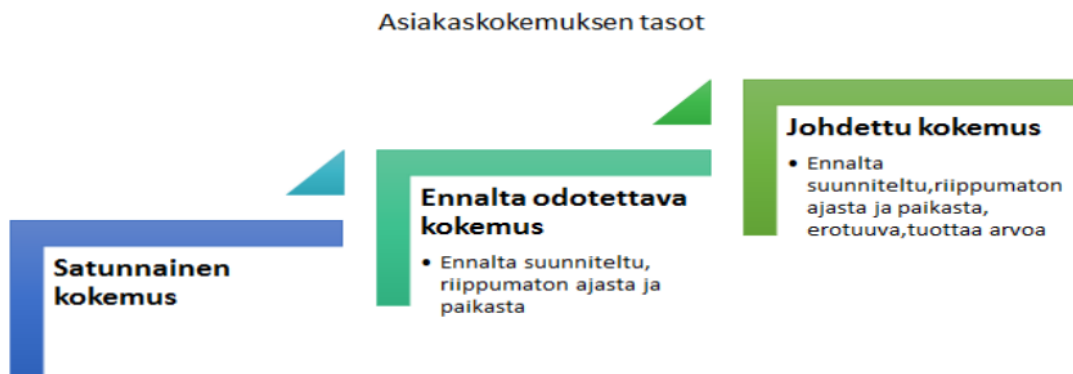 Asiakaskokemuksen tasot
Satunnainen
kokemus
Ennalta odotettava
kokemus
• Ennalta suunniteltu,
riippumaton ajasta ja
paikasta
Johdettu kokemus
• Ennalta
suunniteltu,riippumaton
ajasta ja paikasta,
erotuuva,tuottaa arvoa